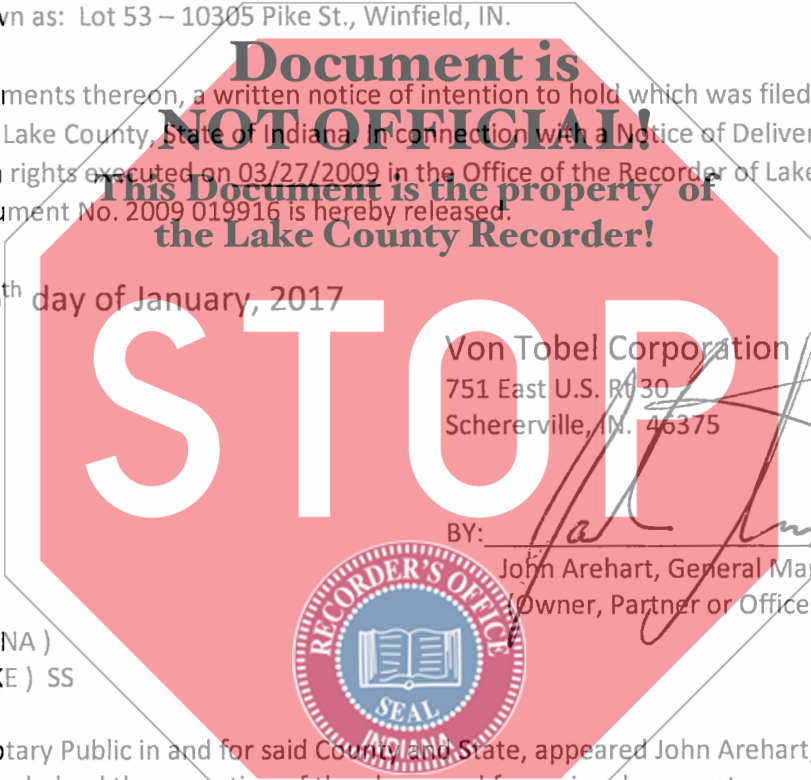 vn as: Lot 53 – 10305 Pike St., Winfield, IN.
Document is
ments thereon, a written notice of intention to hold which was filed
NOT OFFICIAL!
Lake County, State of Indiana. In connection with a Notice of Deliver
rights executed on 03/27/2009 in the Office of the Recorder of Lake
This Document is the property of
ument No. 2009 019916 is hereby released.
the Lake County Recorder!
th day of January, 2017
STOP
Von Tobel Corporation
751 East U.S. Rt 30
Schererville, IN. 46375
BY:
John Arehart, General Ma
(Owner, Partner or Office
RECORDER'S OFFICE
SEAL
INDIANA
NA )
KE ) SS
otary Public in and for said County and State, appeared John Arehart